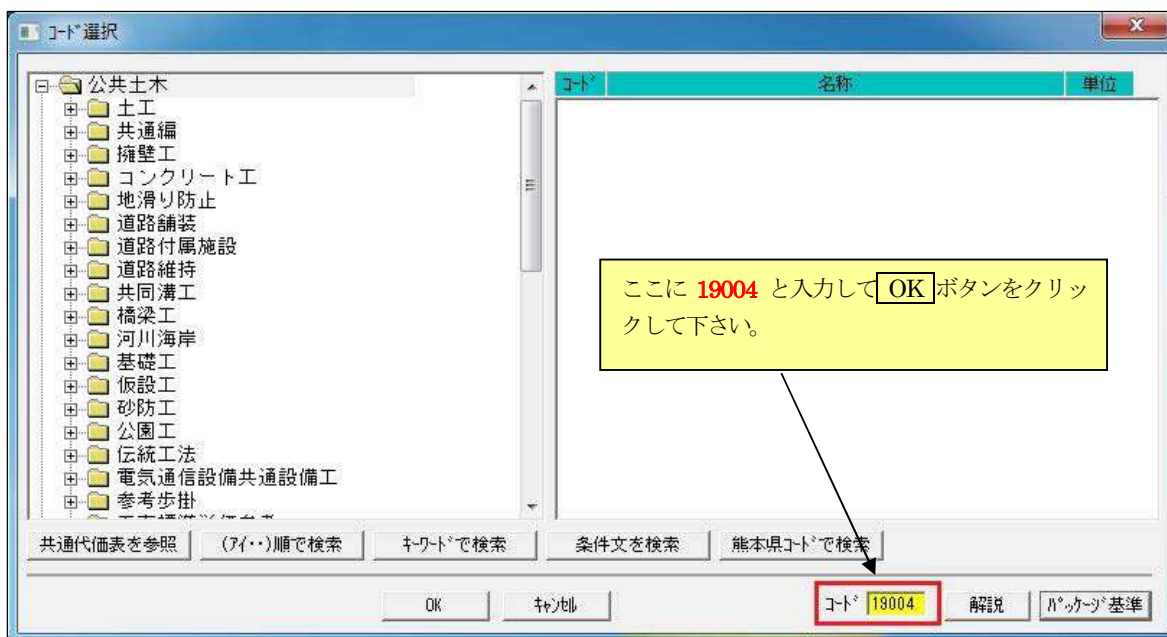 ｺｰﾄﾞ選択
公共土木
土工
共通編
擁壁工
コンクリート工
地滑り防止
道路舗装
道路付属施設
道路維持
共同溝工
橋梁工
河川海岸
基礎工
仮設工
砂防工
公園工
伝統工法
電気通信設備共通設備工
参考歩掛
ｺｰﾄﾞ 名称 単位
ここに 19004 と入力して OK ボタンをクリッ
クして下さい。
共通代価表を参照 (ｱｲ・・)順で検索 ｷｰﾜｰﾄﾞで検索 条件文を検索 熊本県ｺｰﾄﾞで検索
OK ｷｬﾝｾﾙ ｺｰﾄﾞ 19004 解説 ﾊﾟｯｹｰｼﾞ基準